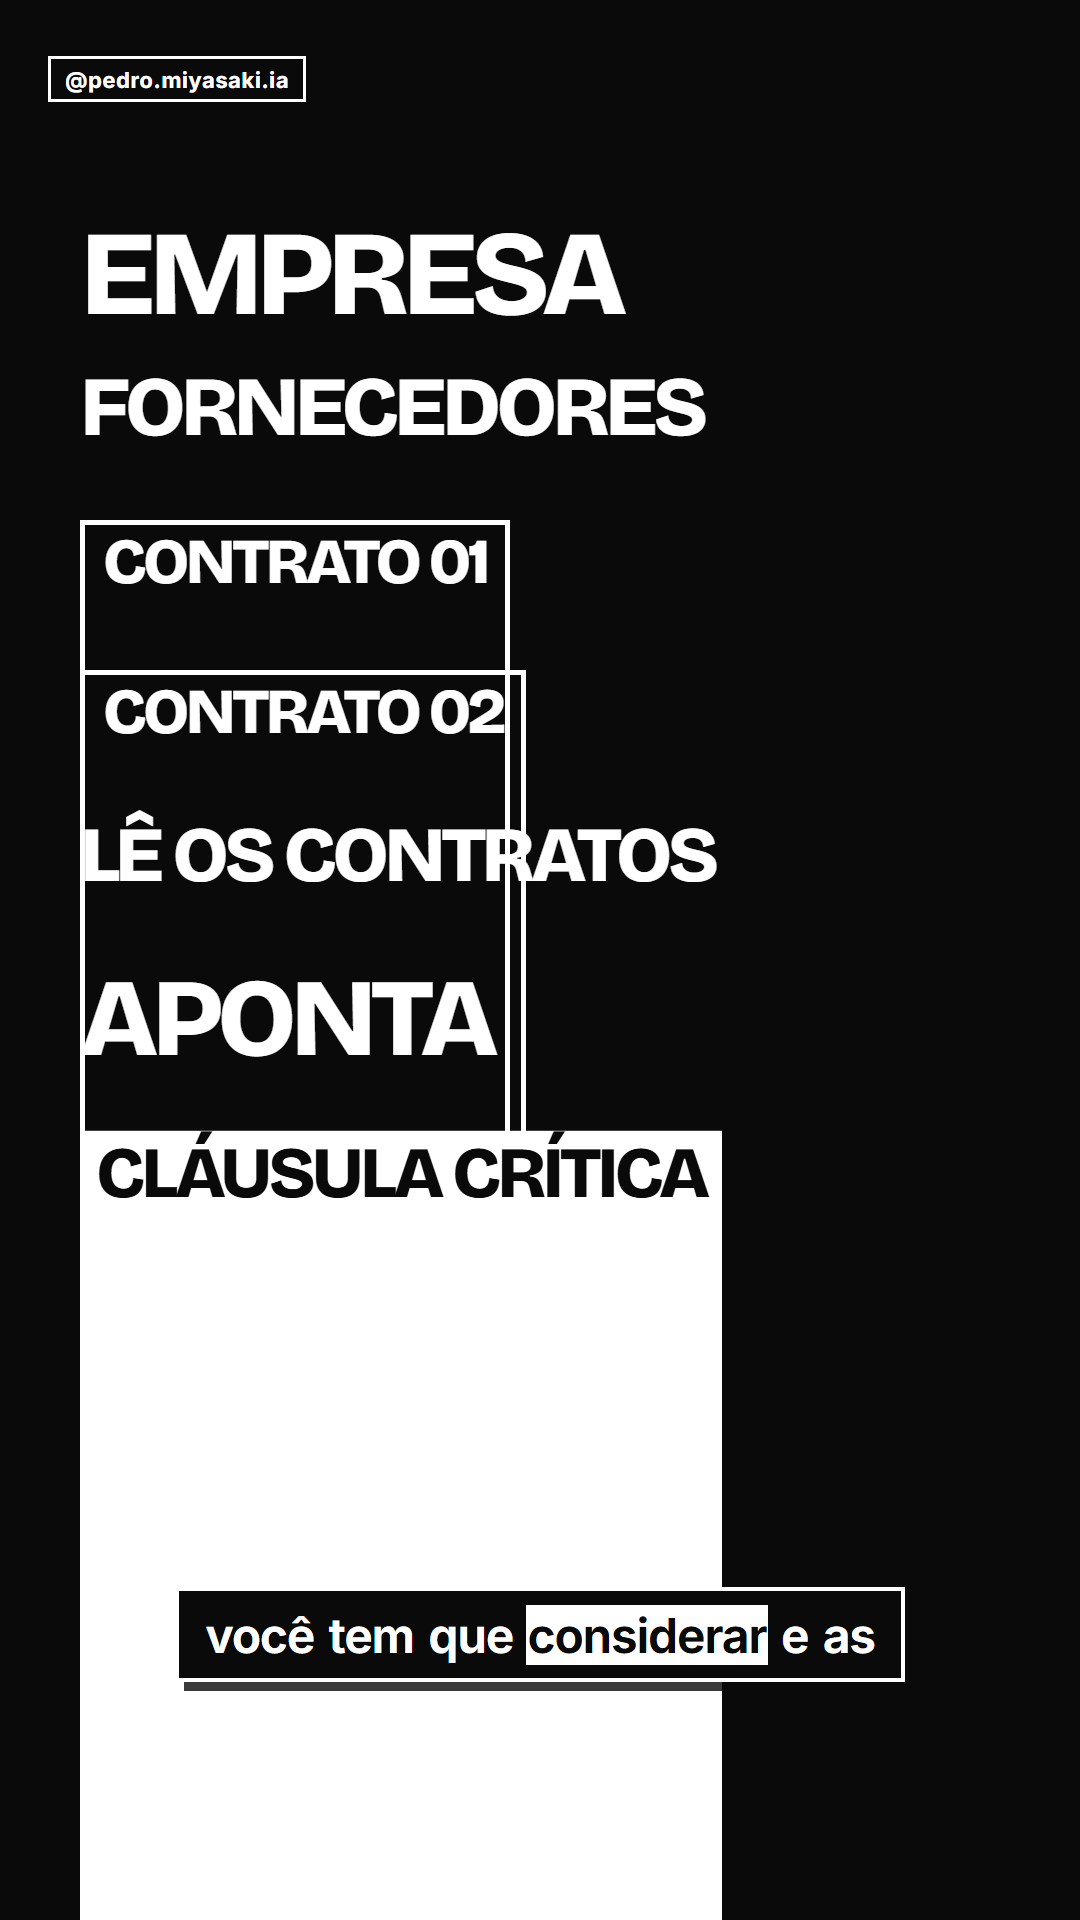 @pedro.miyasaki.ia
EMPRESA
FORNECEDORES
CONTRATO 01
CONTRATO 02
LÊ OS CONTRATOS
APONTA
CLÁUSULA CRÍTICA
você tem que considerar e as